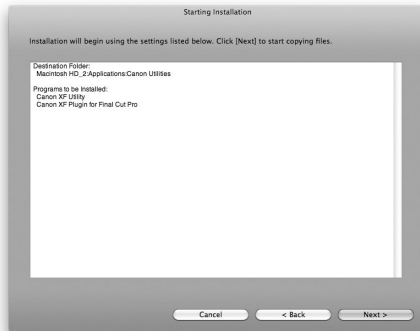 Starting Installation
Installation will begin using the settings listed below. Click [Next] to start copying files.
Destination Folder:
Macintosh HD_2:Applications:Canon Utilities
Programs to be Installed:
Canon XF Utility
Canon XF Plugin for Final Cut Pro
Cancel
< Back
Next >